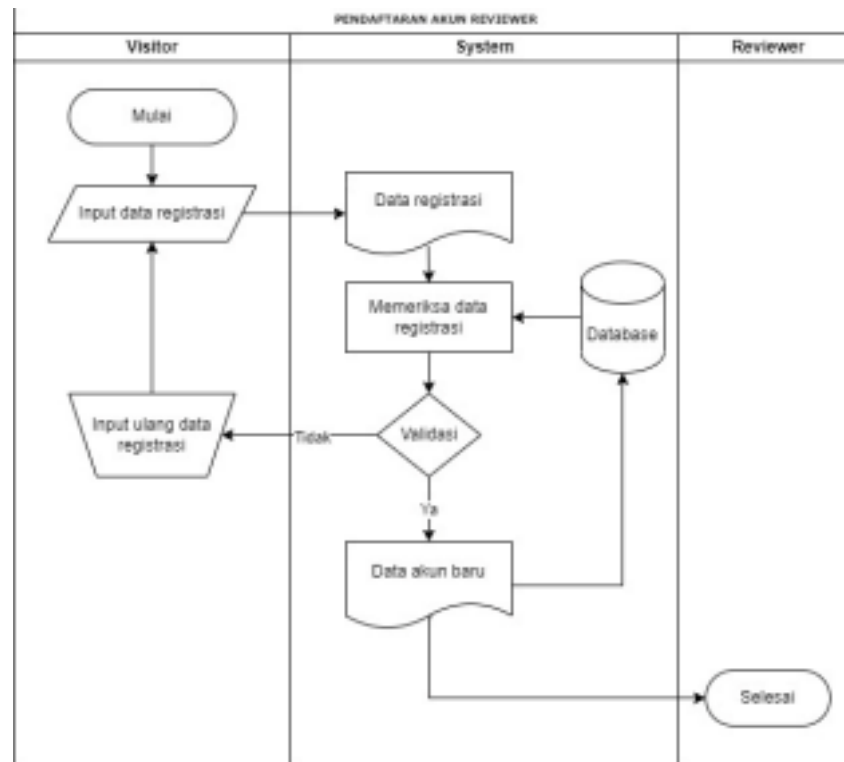 PENDAFTARAN AKUN REVIEWER
Visitor
System
Reviewer
Mulai
Input data registrasi
Data registrasi
Memeriksa data
registrasi
Database
Input ulang data
registrasi
Tidak
Validasi
Ya
Data akun baru
Selesai